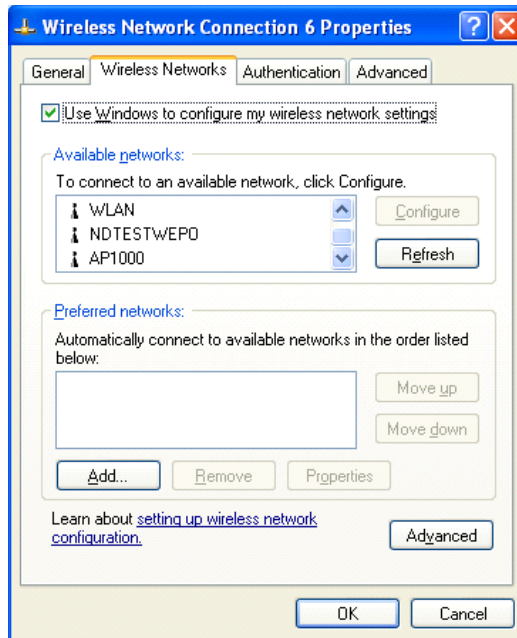 Wireless Network Connection 6 Properties
General Wireless Networks Authentication Advanced
Use Windows to configure my wireless network settings
Available networks:
To connect to an available network, click Configure.
WLAN
NDTESTWEP0
AP1000
Configure
Refresh
Preferred networks:
Automatically connect to available networks in the order listed
below:
Move up
Move down
Add... Remove Properties
Learn about setting up wireless network
configuration.
Advanced
OK Cancel